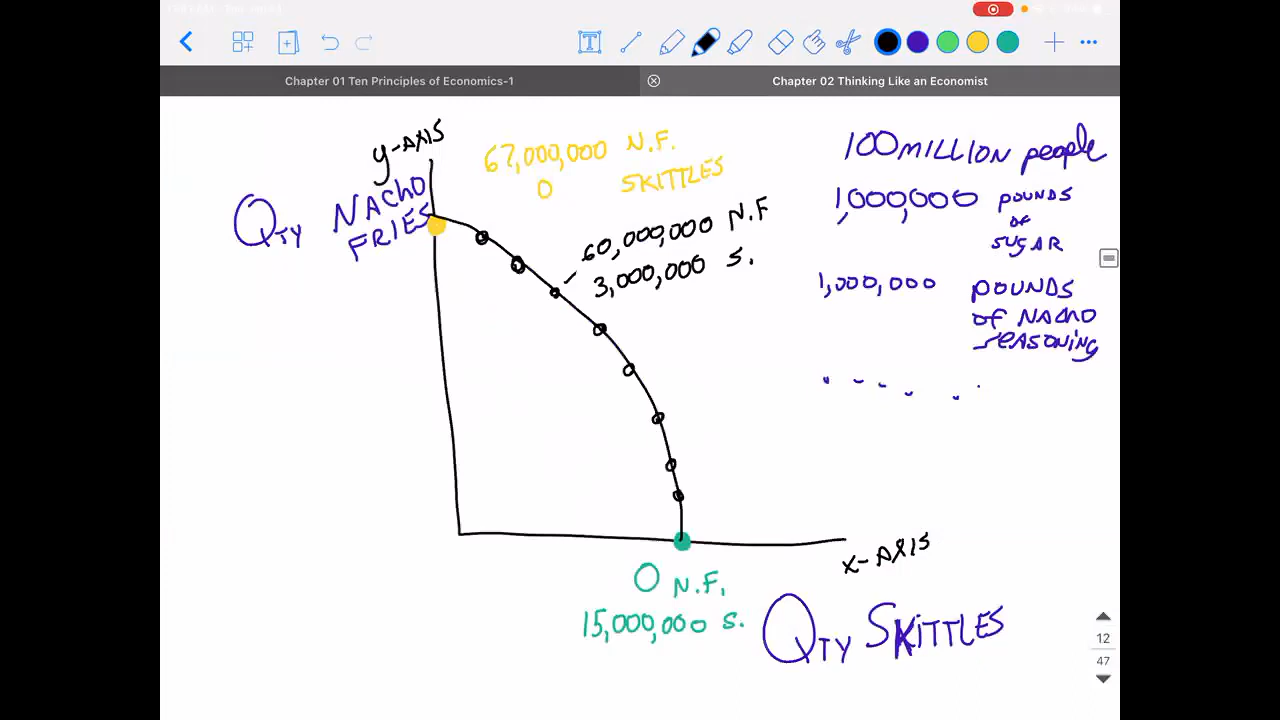 Chapter 01 Ten Principles of Economics-1
Chapter 02 Thinking Like an Economist
y-AXIS
QTY NACHO
FRIES
67,000,000 N.F.
0 SKITTLES
60,000,000 N.F
3,000,000 S.
100 MILLION people
1,000,000 POUNDS
OF
SUGAR
1,000,000 POUNDS
OF NACHO
SEASONING
x-AXIS
0 N.F.
15,000,000 S.
QTY SKITTLES
12
47